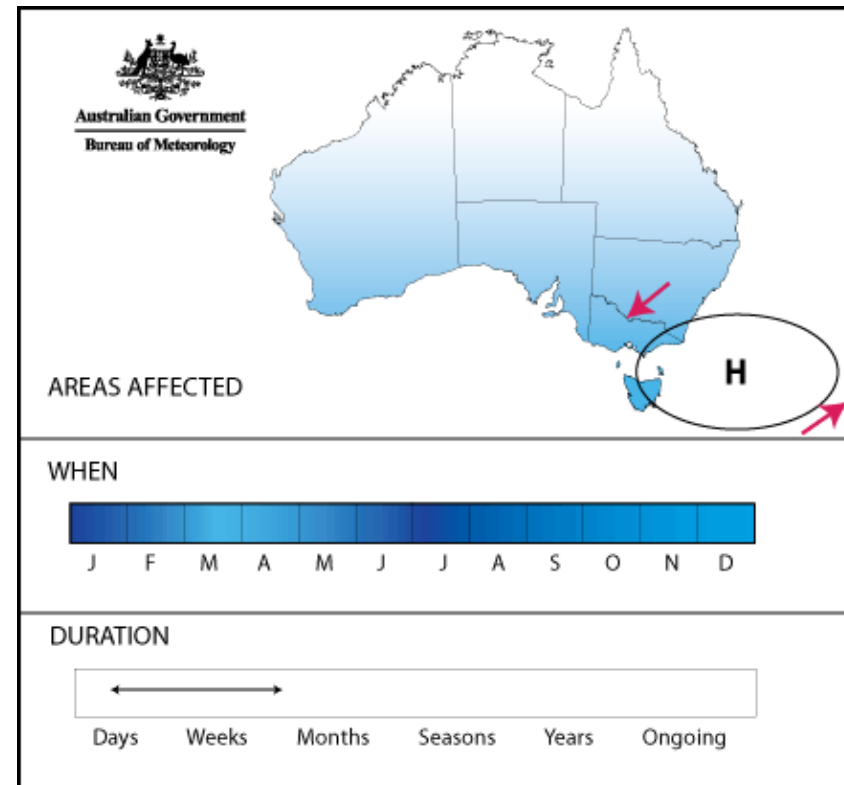 Australian Government
Bureau of Meteorology
H
AREAS AFFECTED
WHEN
J F M A M J J A S O N D
DURATION
Days Weeks Months Seasons Years Ongoing